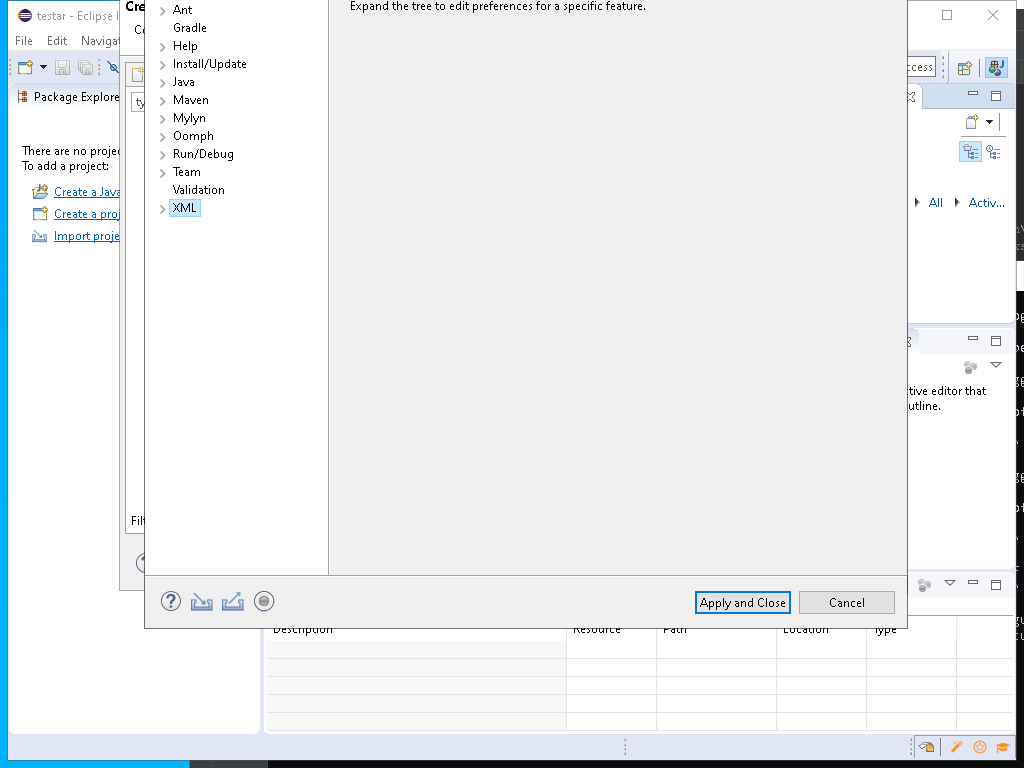 testar - Eclipse I
File Edit Navigat
Package Explore
There are no projec
To add a project:
Create a Java
Create a proj
Import proje
Cre
Filt
Ant
Gradle
Help
Install/Update
Java
Maven
Mylyn
Oomph
Run/Debug
Team
Validation
XML
Expand the tree to edit preferences for a specific feature.
Apply and Close
Cancel
ccess
All
Activ...
ctive editor that
utline.
Description Resource Path Location Type